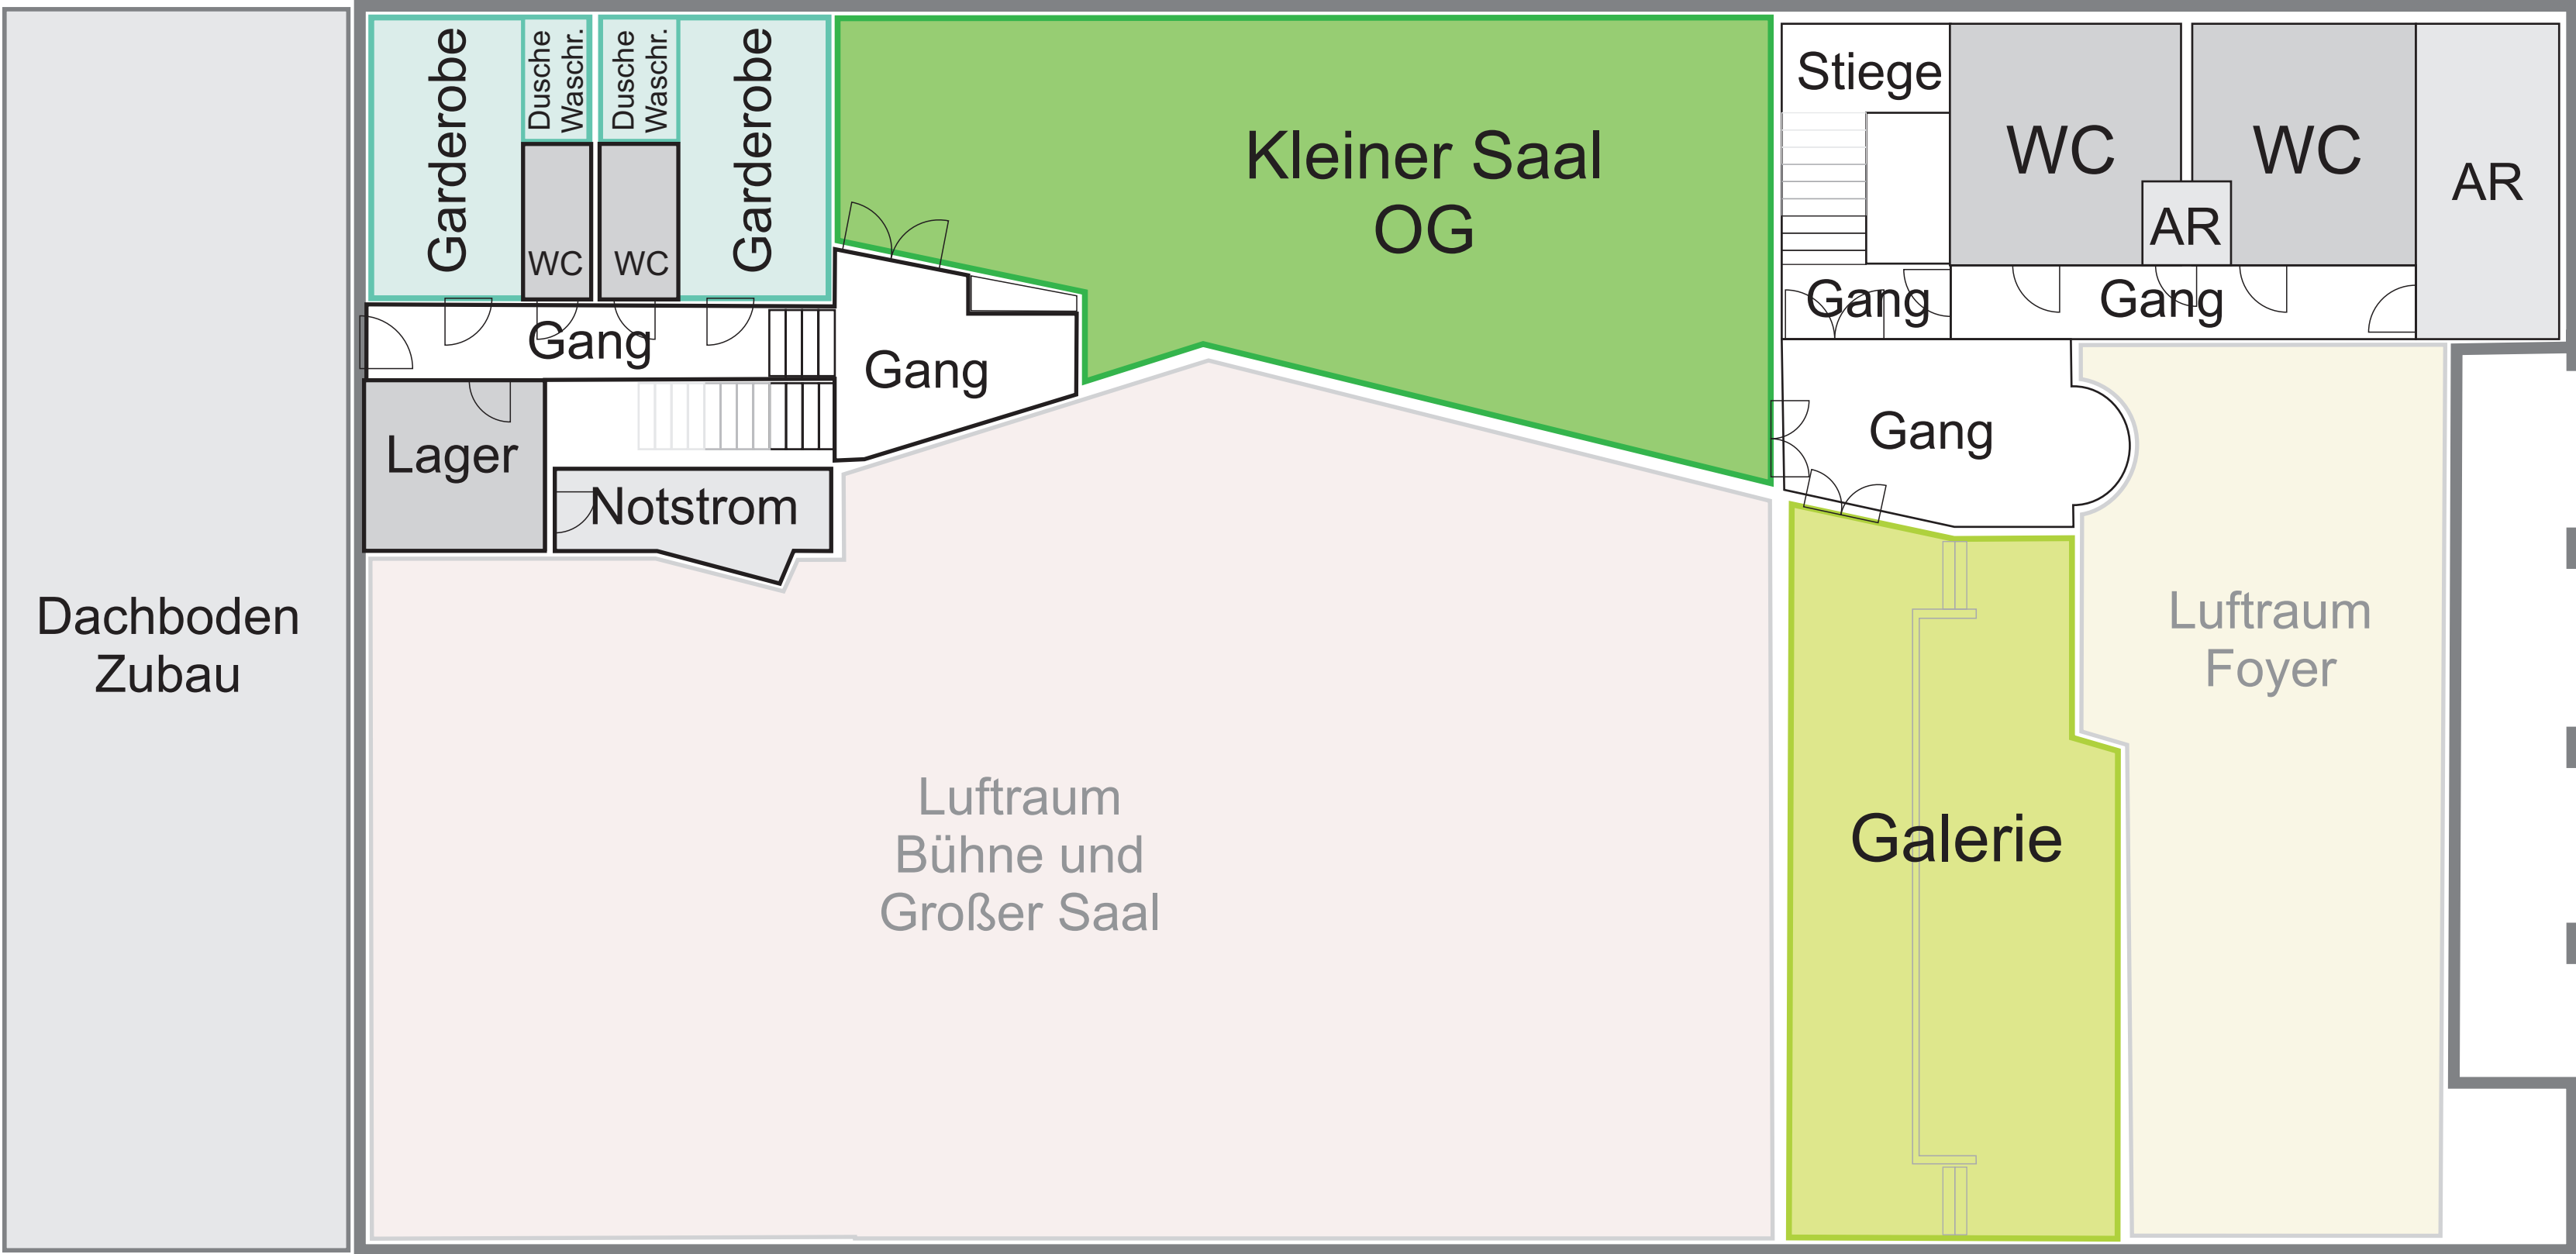 Garderobe
Dusche
Waschr.
Dusche
Waschr.
Garderobe
WC
WC
Kleiner Saal
OG
Stiege
WC
WC
AR
AR
Gang
Gang
Gang
Gang
Gang
Lager
Notstrom
Dachboden
Zubau
Luftraum
Bühne und
Großer Saal
Galerie
Luftraum
Foyer